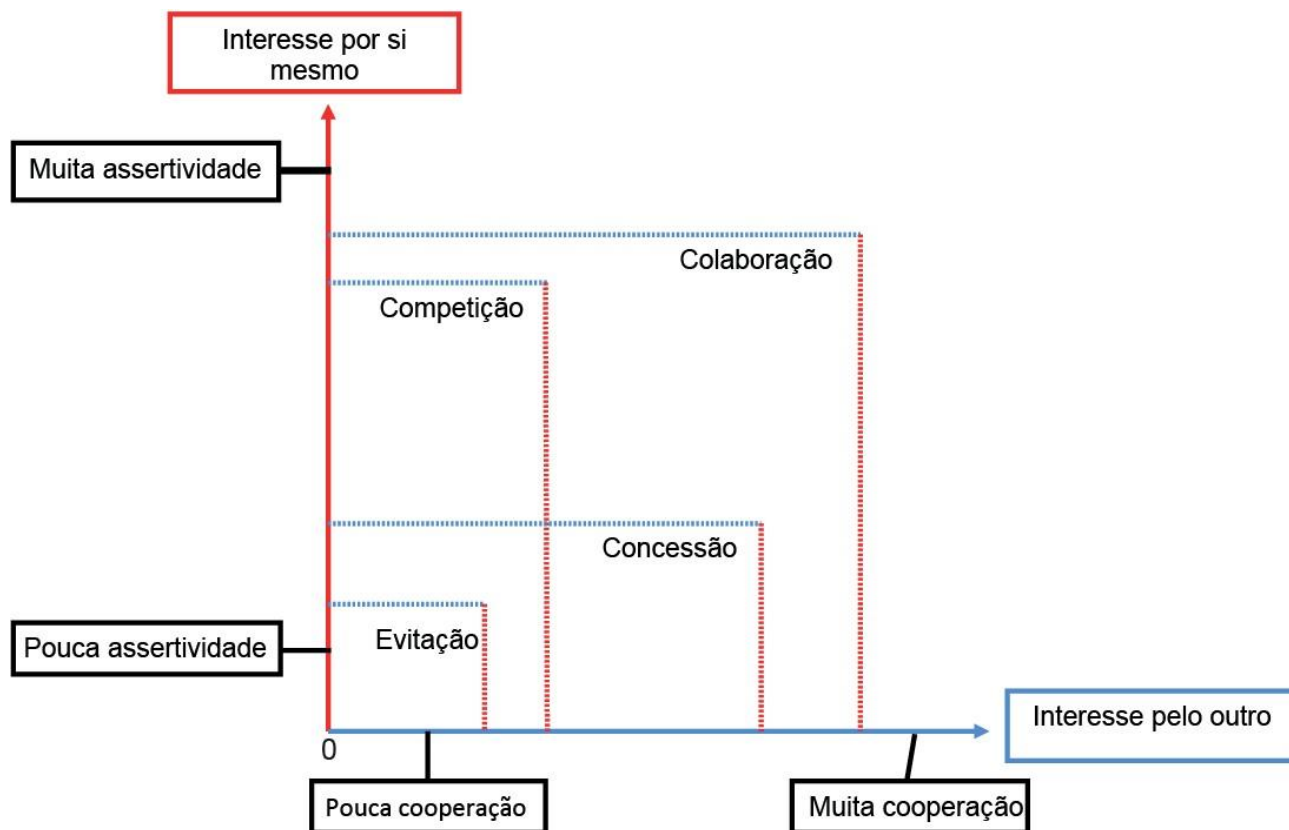 Interesse por si
mesmo
Muita assertividade
Colaboração
Competição
Concessão
Evitação
Pouca assertividade
Interesse pelo outro
0
Pouca cooperação
Muita cooperação